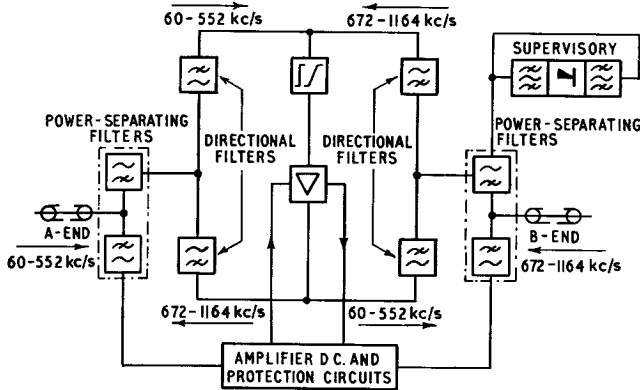 60-552 kc/s
672-1164 kc/s
SUPERVISORY
POWER-SEPARATING
FILTERS
DIRECTIONAL
FILTERS
DIRECTIONAL
FILTERS
POWER-SEPARATING
FILTERS
A-END
60-552 kc/s
B-END
672-1164 kc/s
672-1164 kc/s
60-552 kc/s
AMPLIFIER D.C. AND
PROTECTION CIRCUITS